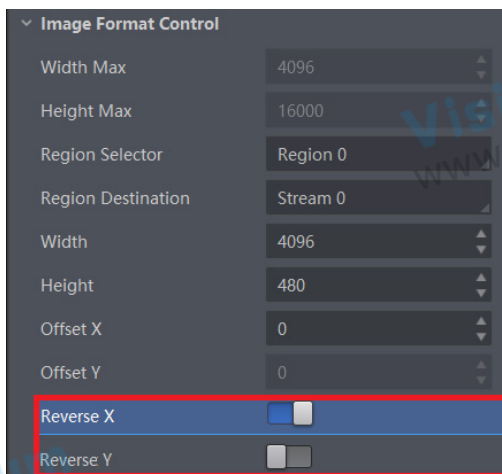 Image Format Control
Width Max 4096
Height Max 16000
Region Selector Region 0
Region Destination Stream 0
Width 4096
Height 480
Offset X 0
Offset Y 0
Reverse X
Reverse Y